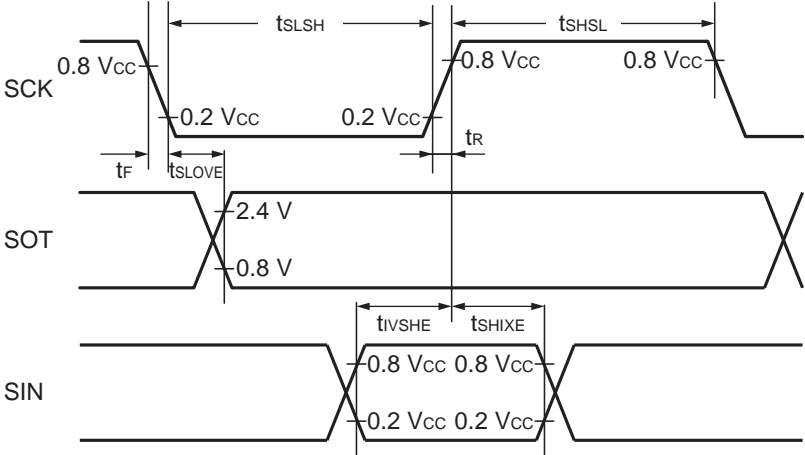 tSLSH
tSHSL
SCK
0.8 VCC
0.8 VCC
0.8 VCC
0.2 VCC
0.2 VCC
tF
tSLOVE
tR
SOT
2.4 V
0.8 V
tIVSHE
tSHIXE
SIN
0.8 VCC
0.8 VCC
0.2 VCC
0.2 VCC